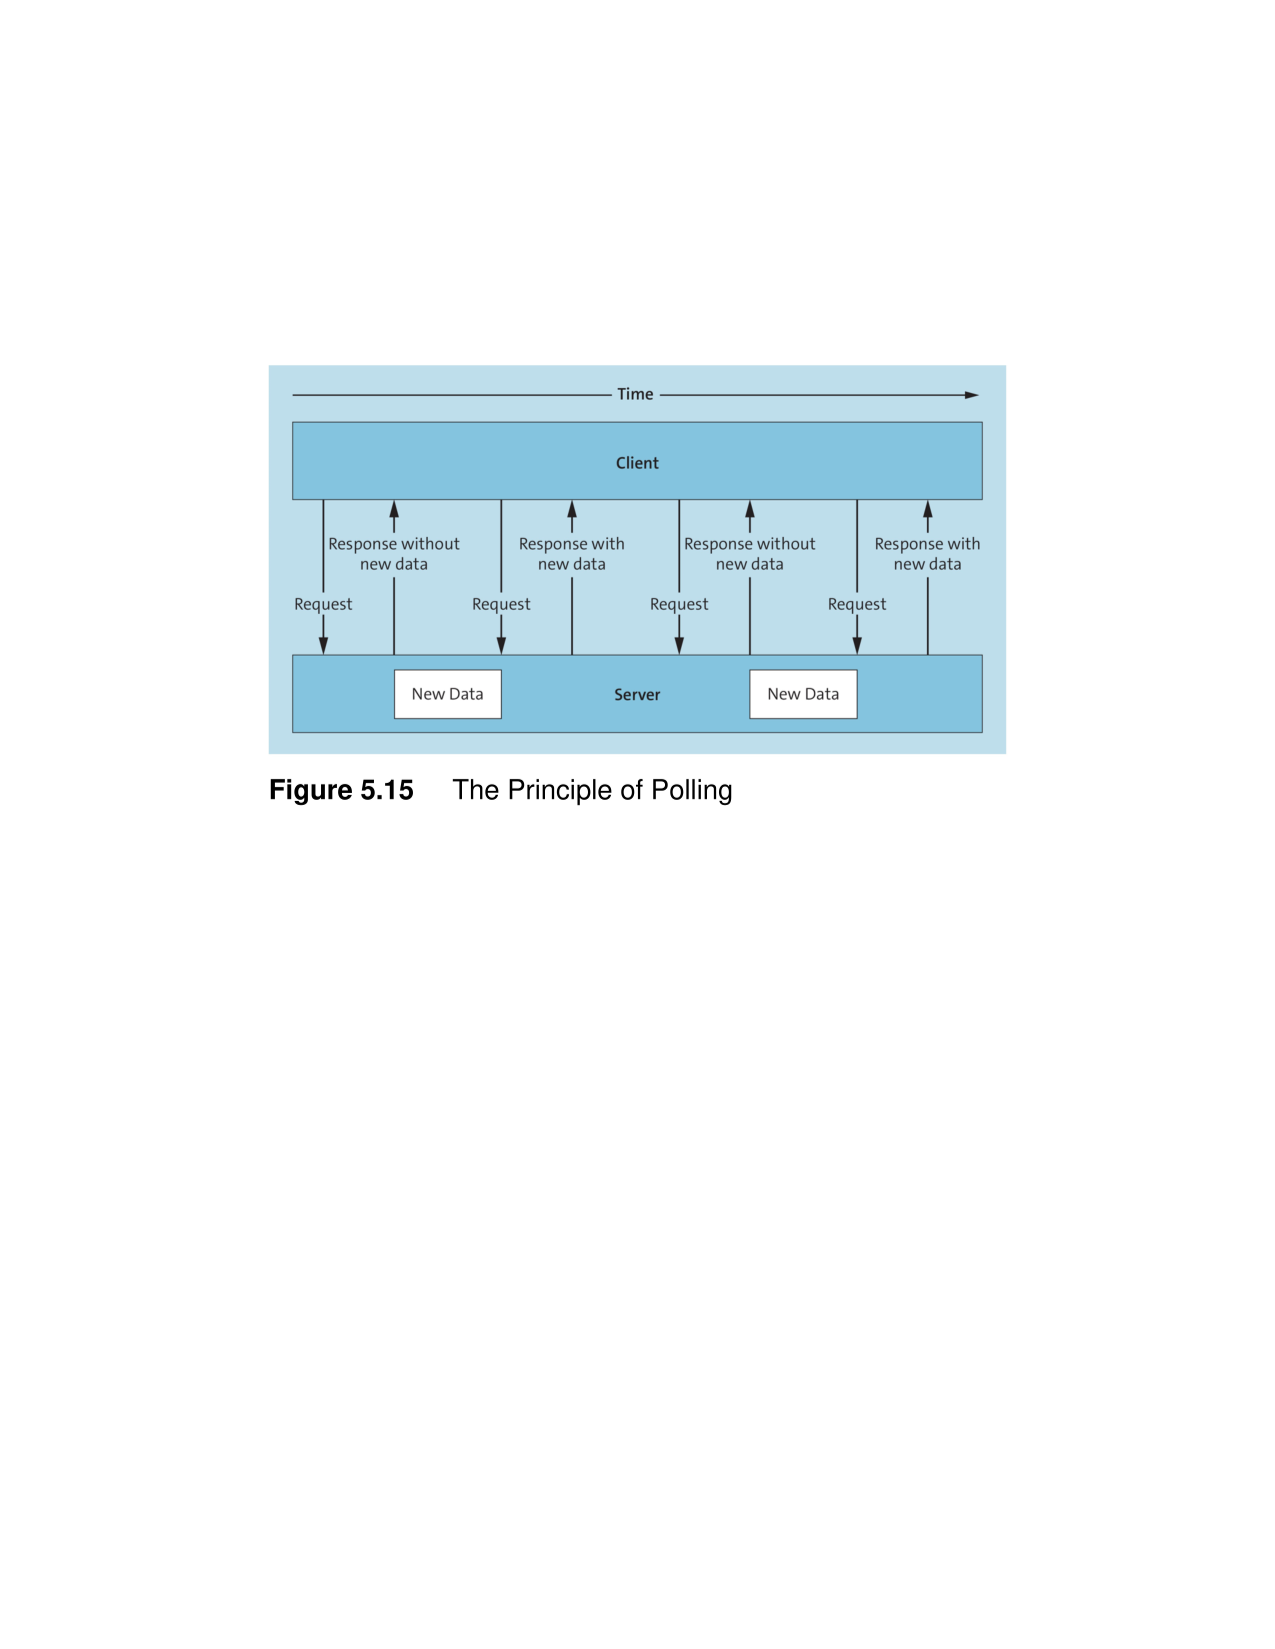 Time
Client
Response without
new data
Response with
new data
Response without
new data
Response with
new data
Request
Request
Request
Request
New Data
Server
New Data
Figure 5.15 The Principle of Polling